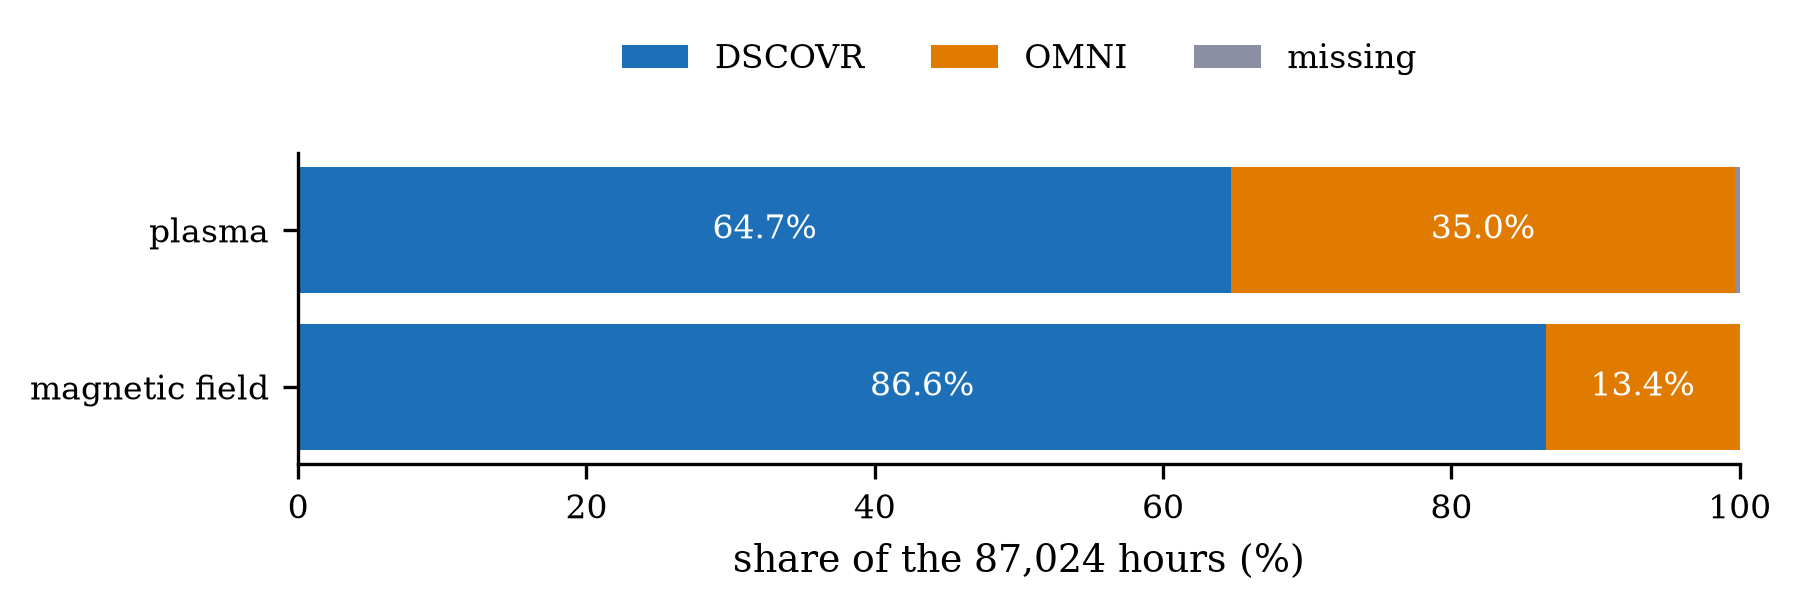 DSCOVR OMNI missing
plasma 64.7% 35.0%
magnetic field 86.6% 13.4%
0 20 40 60 80 100
share of the 87,024 hours (%)